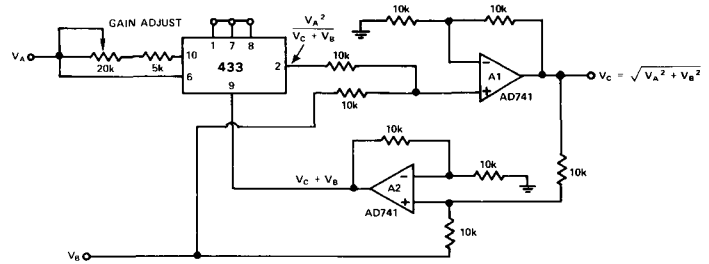 GAIN ADJUST
V_A
20k
5k
10
6
1 7 8
433
2
9
V_A²
V_C + V_B
10k
10k
10k
10k
A1
AD741
V_C = √V_A² + V_B²
10k
10k
10k
V_C + V_B
A2
AD741
10k
V_B